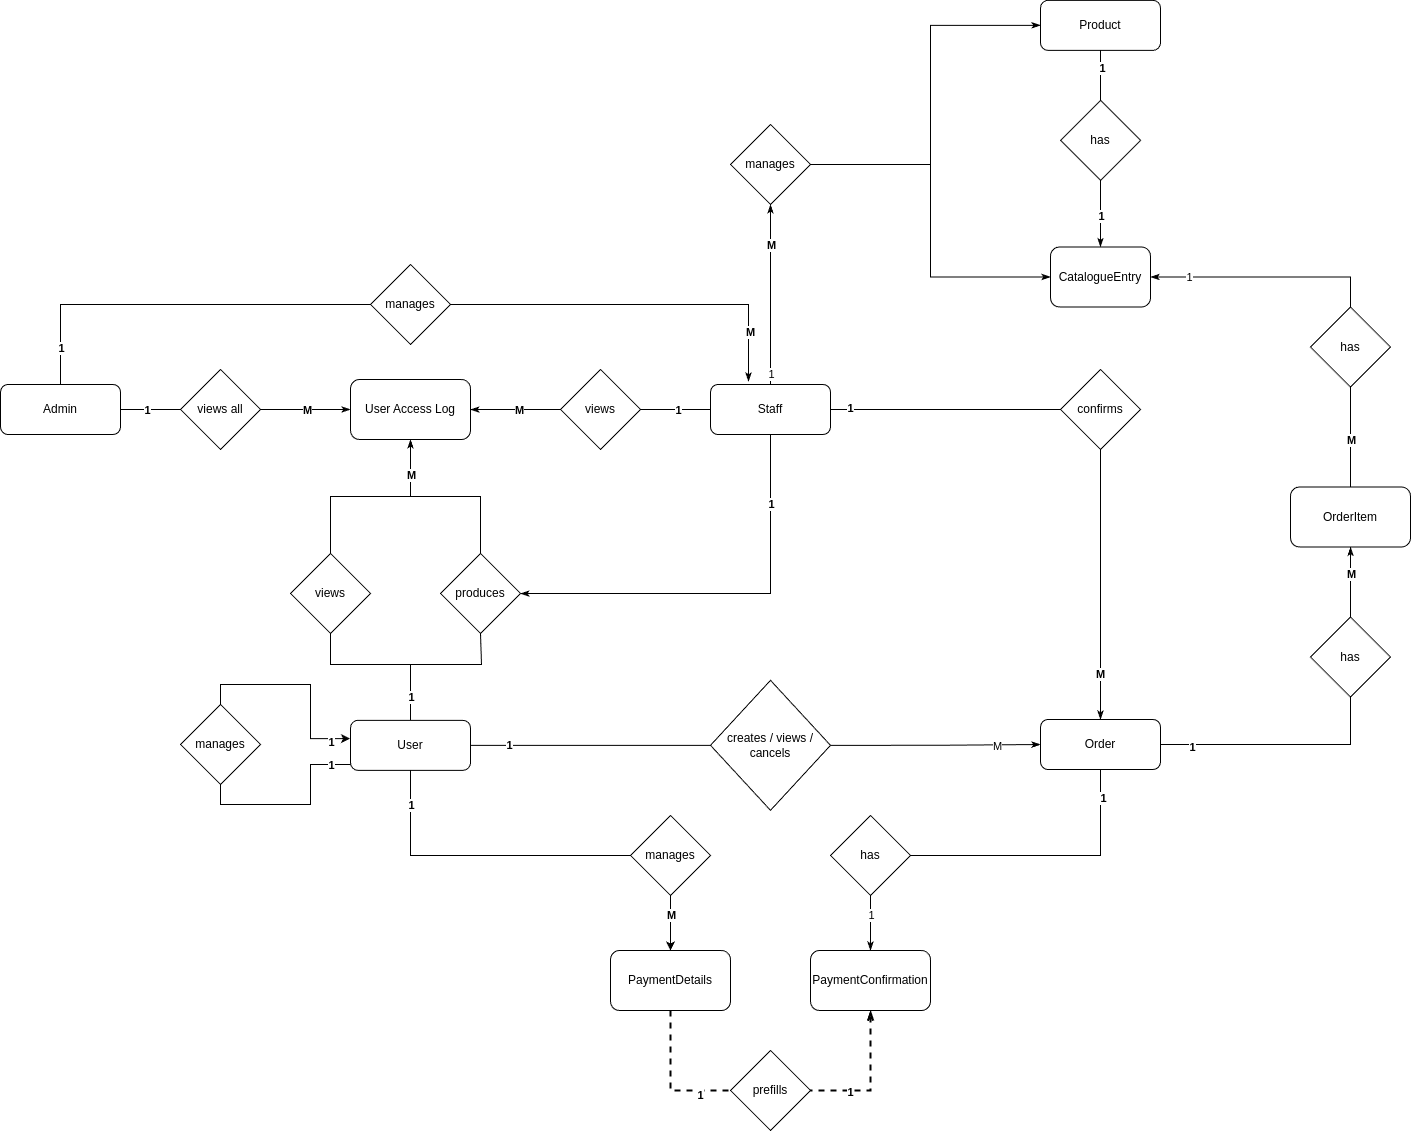 Product
1
manages
has
1
M
CatalogueEntry
1
manages
M
has
1
1
Admin
1
views all
M
User Access Log
M
views
1
Staff
1
confirms
M
M
1
OrderItem
M
views
produces
has
M
1
manages
1
1
User
1
creates / views /
cancels
M
Order
1
1
1
manages
has
M
1
PaymentDetails
PaymentConfirmation
prefills
1
1